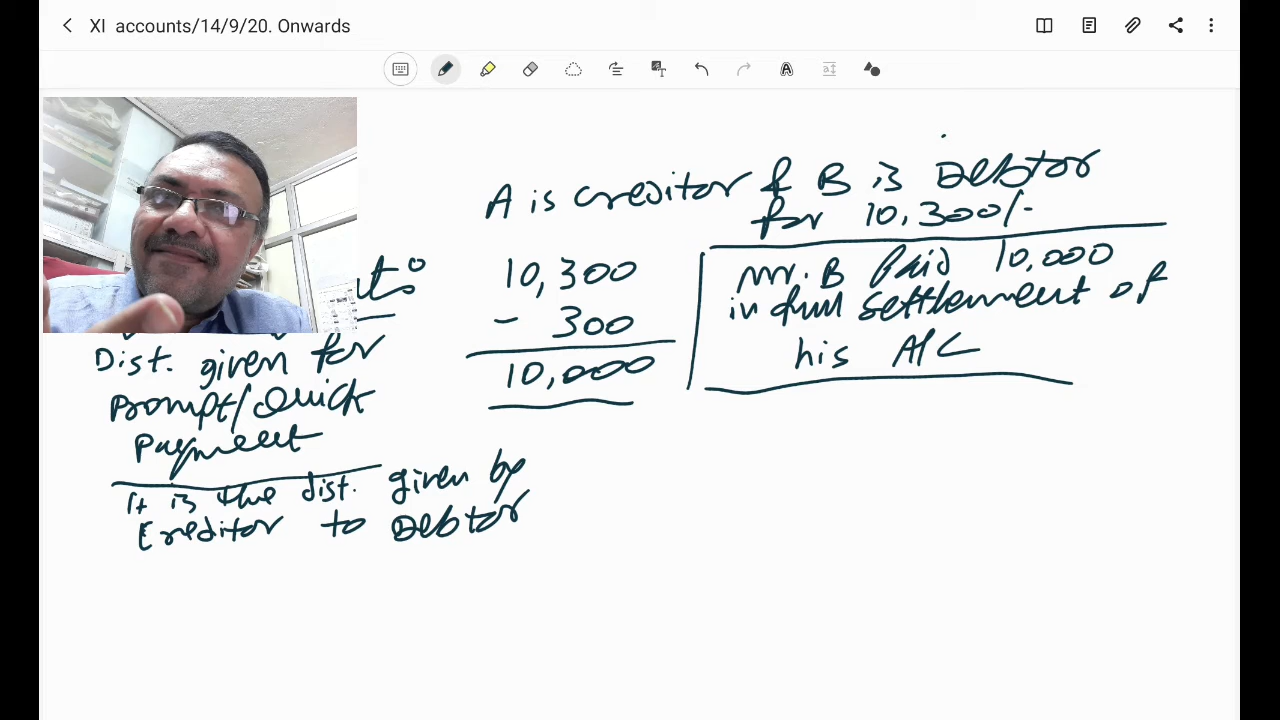 XI accounts/14/9/20. Onwards
A is creditor & B is Debtor
for 10,300/-
10,300
- 300
10,000
Mr. B Paid 10,000
in full settlement of
his A/C
Dist. given for
Prompt/Quick
Payment
It is the dist. given by
Creditor to Debtor